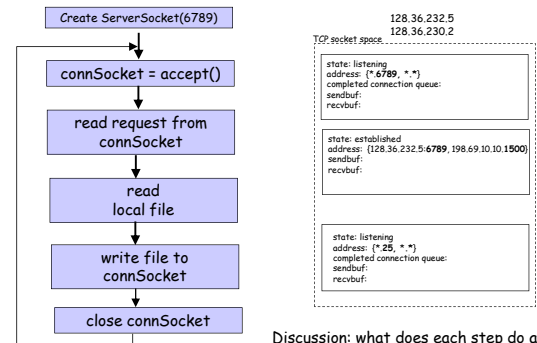 Create ServerSocket(6789)
connSocket = accept()
read request from
connSocket
read
local file
write file to
connSocket
close connSocket
128.36.232.5
128.36.230.2
TCP socket space
state: listening
address: {*.6789, *.*}
completed connection queue:
sendbuf:
recvbuf:
state: established
address: {128.36.232.5:6789, 198.69.10.10.1500}
sendbuf:
recvbuf:
state: listening
address: {*.25, *.*}
completed connection queue:
sendbuf:
recvbuf:
Discussion: what does each step do a